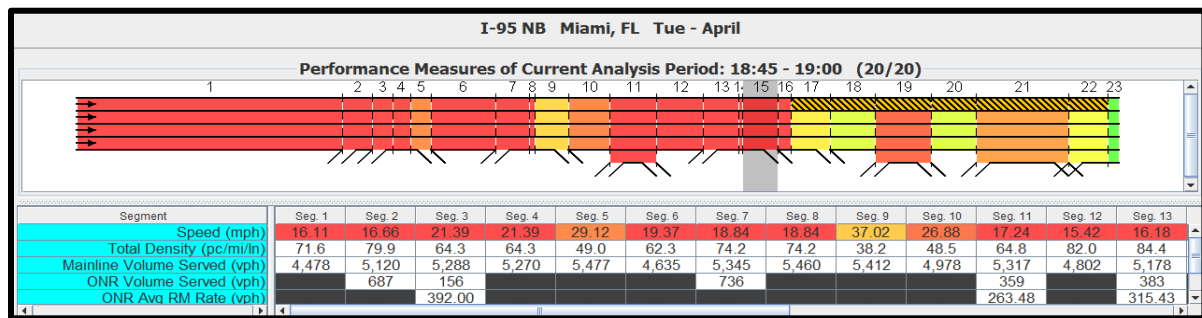 I-95 NB Miami, FL Tue - April
Performance Measures of Current Analysis Period: 18:45 - 19:00 (20/20)
1 2 3 4 5 6 7 8 9 10 11 12 13 15 16 17 18 19 20 21 22 23
Segment Seg. 1 Seg. 2 Seg. 3 Seg. 4 Seg. 5 Seg. 6 Seg. 7 Seg. 8 Seg. 9 Seg. 10 Seg. 11 Seg. 12 Seg. 13
Speed (mph) 16.11 16.66 21.39 21.39 29.12 19.37 18.84 18.84 37.02 26.88 17.24 15.42 16.18
Total Density (pc/mi/ln) 71.6 79.9 64.3 64.3 49.0 62.3 74.2 74.2 38.2 48.5 64.8 82.0 84.4
Mainline Volume Served (vph) 4,478 5,120 5,288 5,270 5,477 4,635 5,345 5,460 5,412 4,978 5,317 4,802 5,178
ONR Volume Served (vph) 687 156 736 359 383
ONR Avg RM Rate (vph) 392.00 263.48 315.43